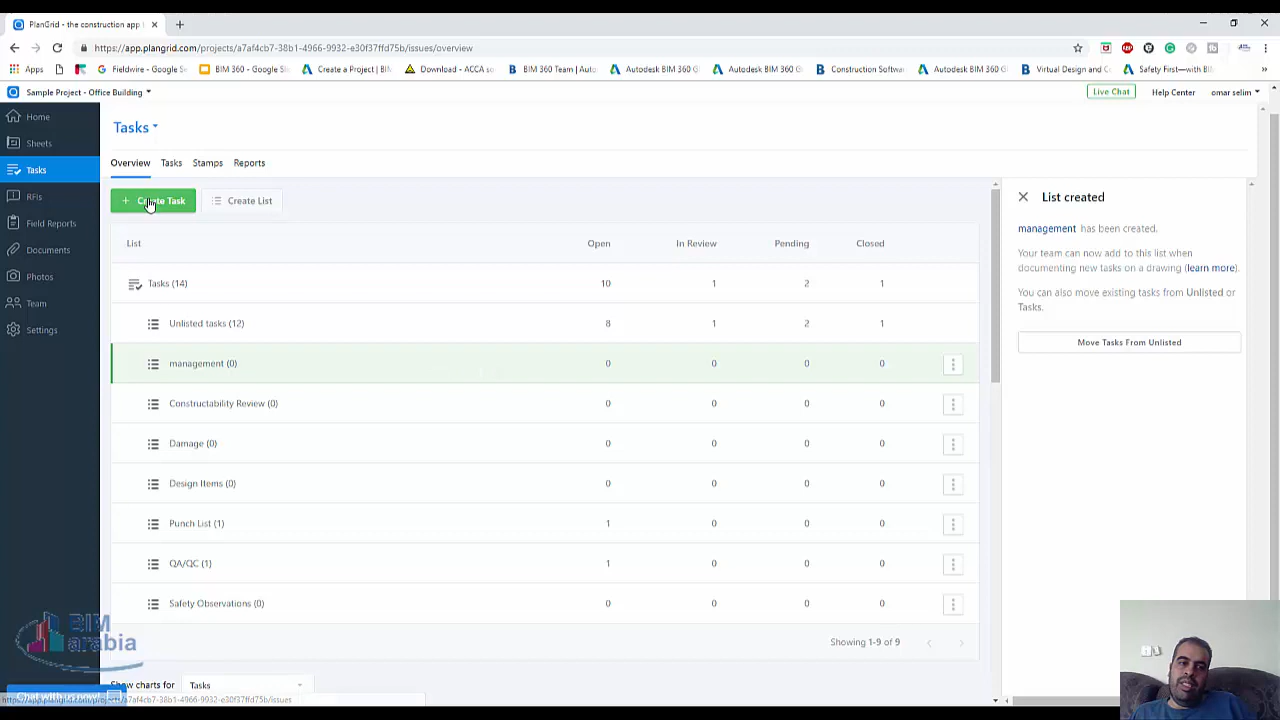 PlanGrid - the construction app f
https://app.plangrid.com/projects/a7af4cb7-38b1-4966-9932-e30f37ffd75b/issues/overview
Apps Fieldwire - Google S BIM 360 - Google Sl Create a Project | BIM Download - ACCA so BIM 360 Team | Auto Autodesk BIM 360 G Autodesk BIM 360 G Construction Softwa Autodesk BIM 360 G Virtual Design and Co Safety First—with BI
Sample Project - Office Building Live Chat Help Center omar selim
Home
Sheets
Tasks
RFIs
Field Reports
Documents
Photos
Team
Settings
Tasks
Overview Tasks Stamps Reports
+ Create Task Create List
List Open In Review Pending Closed
Tasks (14) 10 1 2 1
Unlisted tasks (12) 8 1 2 1
management (0) 0 0 0 0
Constructability Review (0) 0 0 0 0
Damage (0) 0 0 0 0
Design Items (0) 0 0 0 0
Punch List (1) 1 0 0 0
QA/QC (1) 1 0 0 0
Safety Observations (0) 0 0 0 0
Showing 1-9 of 9
Show charts for Tasks
List created
management has been created.
Your team can now add to this list when
documenting new tasks on a drawing (learn more).
You can also move existing tasks from Unlisted or
Tasks.
Move Tasks From Unlisted
BIM
arabia
Chat with us now!
https://app.plangrid.com/projects/a7af4cb7-38b1-4966-9932-e30f37ffd75b/issues